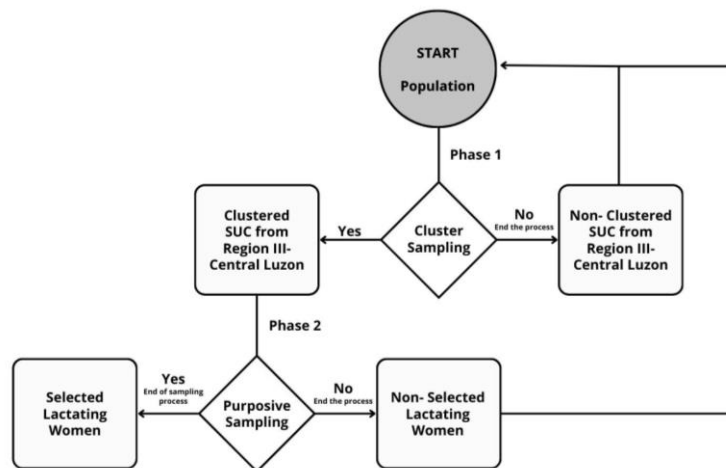 START
Population
Phase 1
Clustered
SUC from
Region III-
Central Luzon
Yes
Cluster
Sampling
No
End the process
Non- Clustered
SUC from
Region III-
Central Luzon
Phase 2
Selected
Lactating
Women
Yes
End of sampling
process
Purposive
Sampling
No
End the process
Non- Selected
Lactating
Women